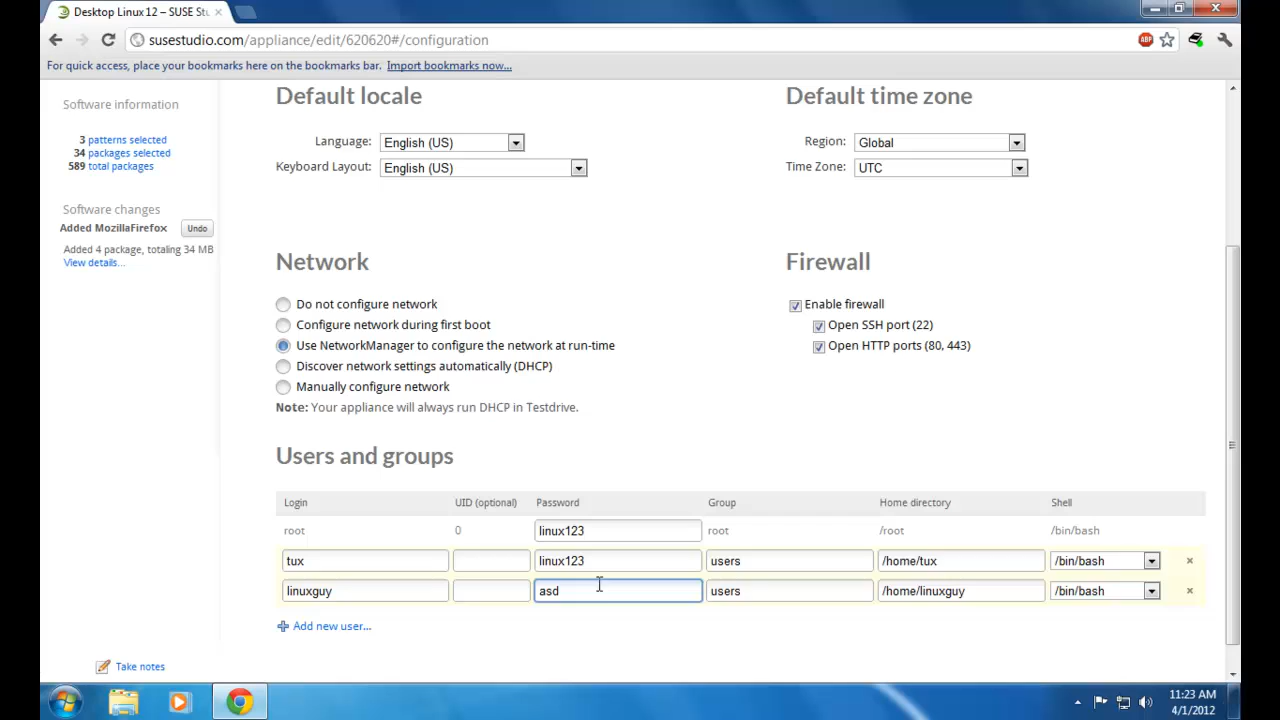 Desktop Linux12 – SUSE Stu
susestudio.com/appliance/edit/620620#/configuration
ABP
For quick access, place your bookmarks here on the bookmarks bar. Import bookmarks now...
Software information
3 patterns selected
34 packages selected
589 total packages
Software changes
Added MozillaFirefox Undo
Added 4 package, totaling 34 MB
View details...
Default locale
Language: English (US)
Keyboard Layout: English (US)
Default time zone
Region: Global
Time Zone: UTC
Network
Do not configure network
Configure network during first boot
Use NetworkManager to configure the network at run-time
Discover network settings automatically (DHCP)
Manually configure network
Note: Your appliance will always run DHCP in Testdrive.
Firewall
Enable firewall
Open SSH port (22)
Open HTTP ports (80, 443)
Users and groups
Login UID (optional) Password Group Home directory Shell
root 0 linux123 root /root /bin/bash
tux linux123 users /home/tux /bin/bash
linuxguy asd users /home/linuxguy /bin/bash
Add new user...
Take notes
11:23 AM
4/1/2012